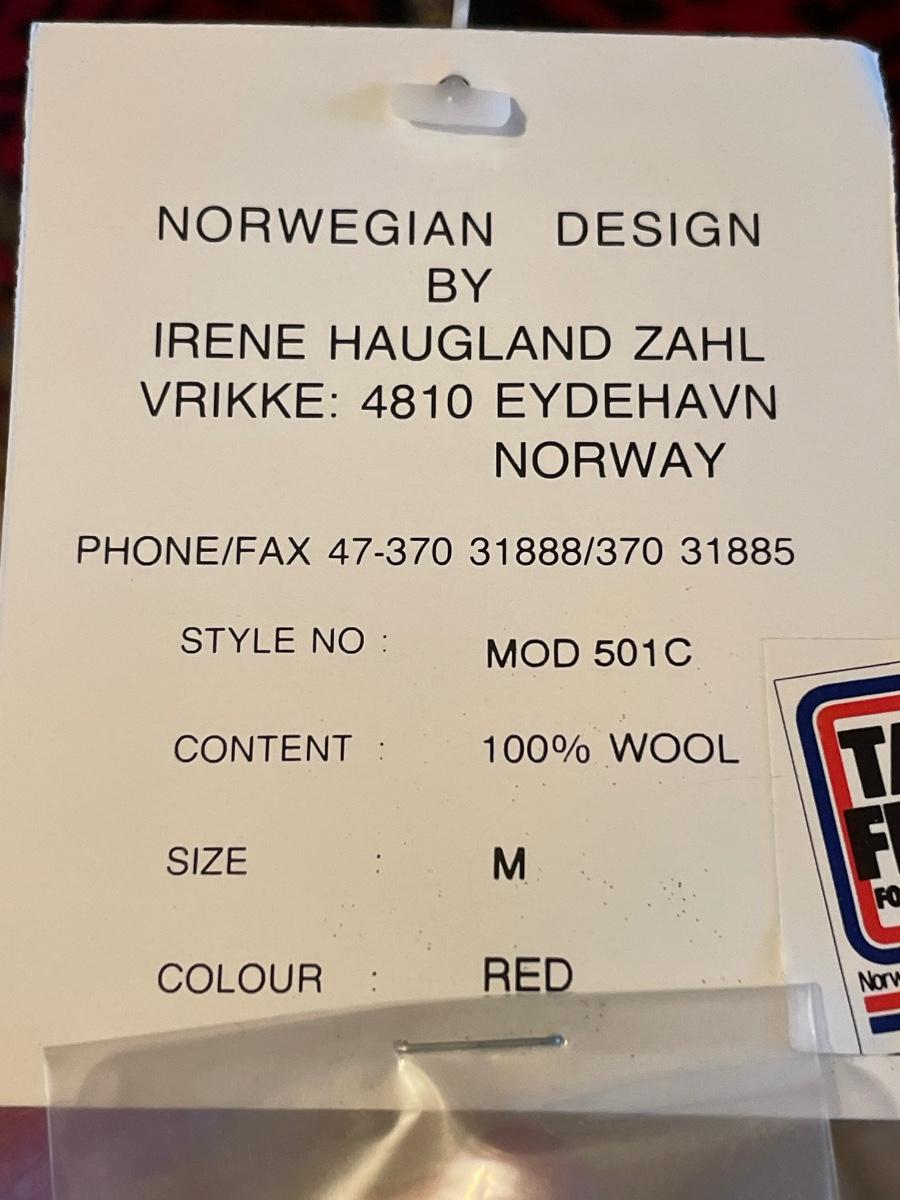 NORWEGIAN DESIGN
BY
IRENE HAUGLAND ZAHL
VRIKKE: 4810 EYDEHAVN
NORWAY
PHONE/FAX 47-370 31888/370 31885
STYLE NO : MOD 501C
CONTENT : 100% WOOL
SIZE : M
COLOUR : RED